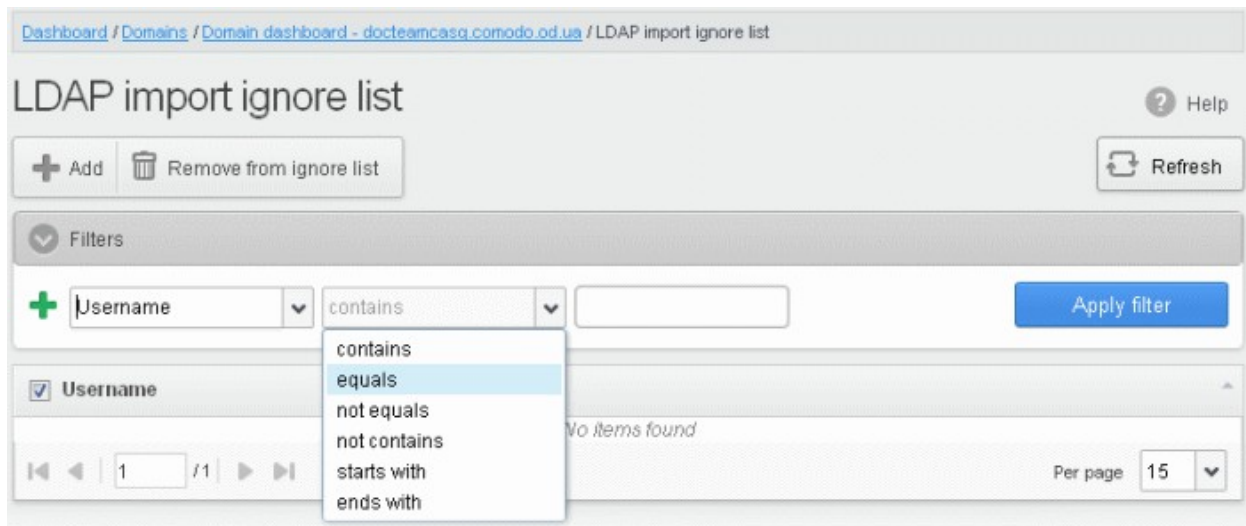 Dashboard / Domains / Domain dashboard - docteamcasg.comodo.od.ua / LDAP import ignore list
LDAP import ignore list
Help
Add
Remove from ignore list
Refresh
Filters
Username
contains
Apply filter
contains
equals
not equals
not contains
starts with
ends with
Username
No items found
1 /1
Per page 15